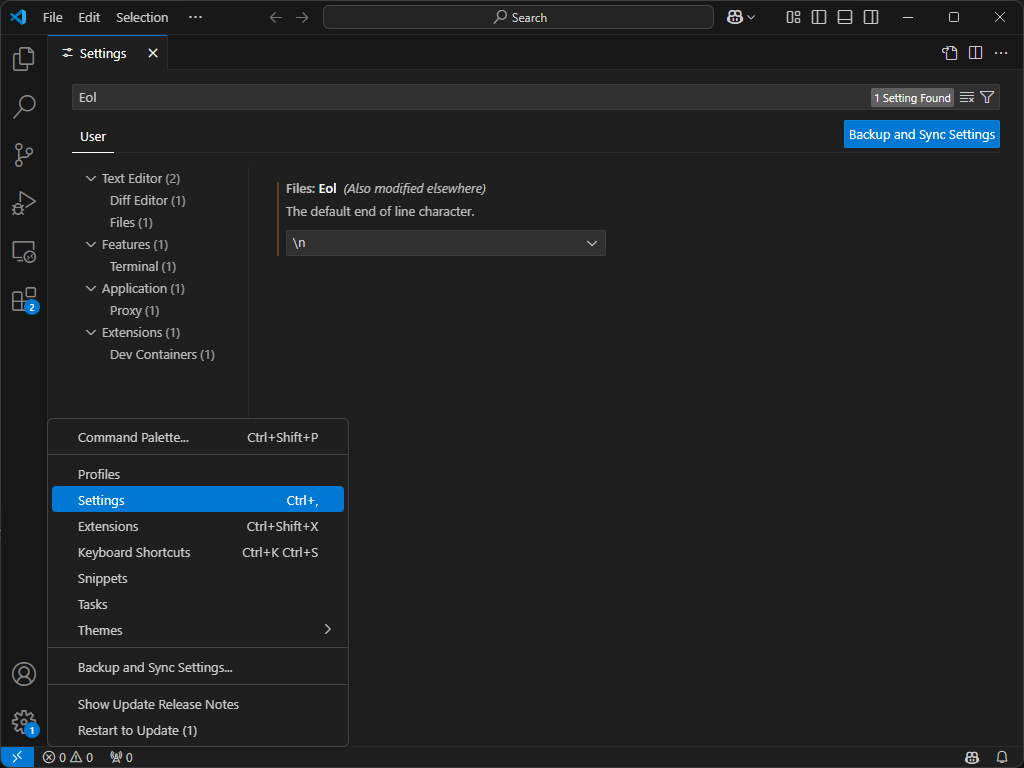 File Edit Selection ··· Search
Settings
Eol 1 Setting Found
User Backup and Sync Settings
Text Editor (2)
Diff Editor (1)
Files (1)
Features (1)
Terminal (1)
Application (1)
Proxy (1)
Extensions (1)
Dev Containers (1)
Files: Eol (Also modified elsewhere)
The default end of line character.
\n
2
Command Palette... Ctrl+Shift+P
Profiles
Settings Ctrl+,
Extensions Ctrl+Shift+X
Keyboard Shortcuts Ctrl+K Ctrl+S
Snippets
Tasks
Themes
Backup and Sync Settings...
Show Update Release Notes
Restart to Update (1)
1
0 0 0